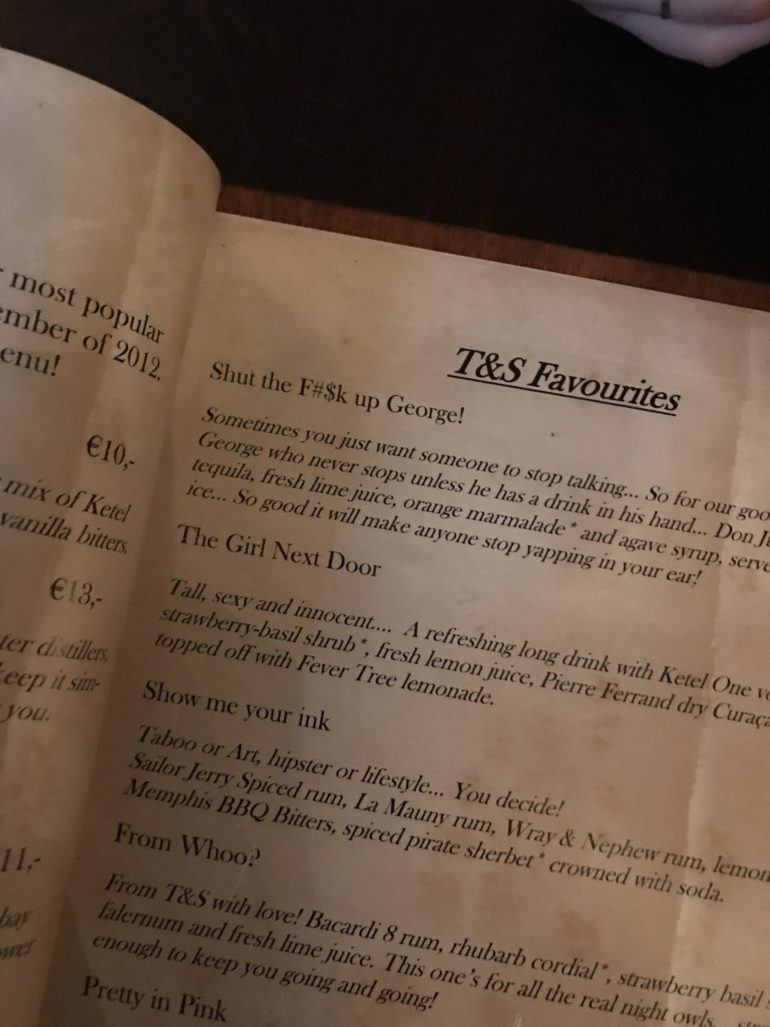 most popular
ember of 2012.
enu!
€10,-
mix of Ketel
vanilla bitters.
€13,-
ter distillers,
keep it sim-
you.
11,-
bay
wer
T&S Favourites
Shut the F#$k up George!
Sometimes you just want someone to stop talking... So for our goo
George who never stops unless he has a drink in his hand... Don Ju
tequila, fresh lime juice, orange marmalade* and agave syrup, serve
ice... So good it will make anyone stop yapping in your ear!
The Girl Next Door
Tall, sexy and innocent.... A refreshing long drink with Ketel One vo
strawberry-basil shrub*, fresh lemon juice, Pierre Ferrand dry Curaça
topped off with Fever Tree lemonade.
Show me your ink
Taboo or Art, hipster or lifestyle... You decide!
Sailor Jerry Spiced rum, La Mauny rum, Wray & Nephew rum, lemon
Memphis BBQ Bitters, spiced pirate sherbet* crowned with soda.
From Whoo?
From T&S with love! Bacardi 8 rum, rhubarb cordial*, strawberry basil
falernum and fresh lime juice. This one's for all the real night owls...
enough to keep you going and going!
Pretty in Pink